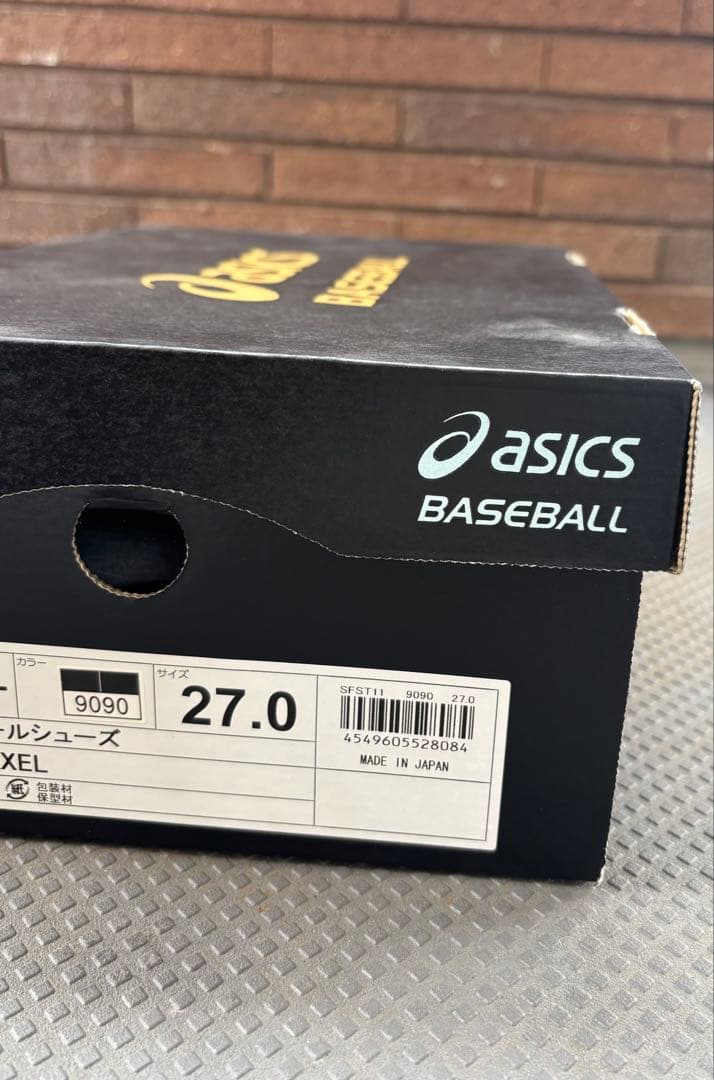 asics
BASEBALL
asics
BASEBALL
カラー
9090
サイズ
27.0
SFST11 9090 27.0
4549605528084
MADE IN JAPAN
ールシューズ
XEL
紙 包装材
保型材